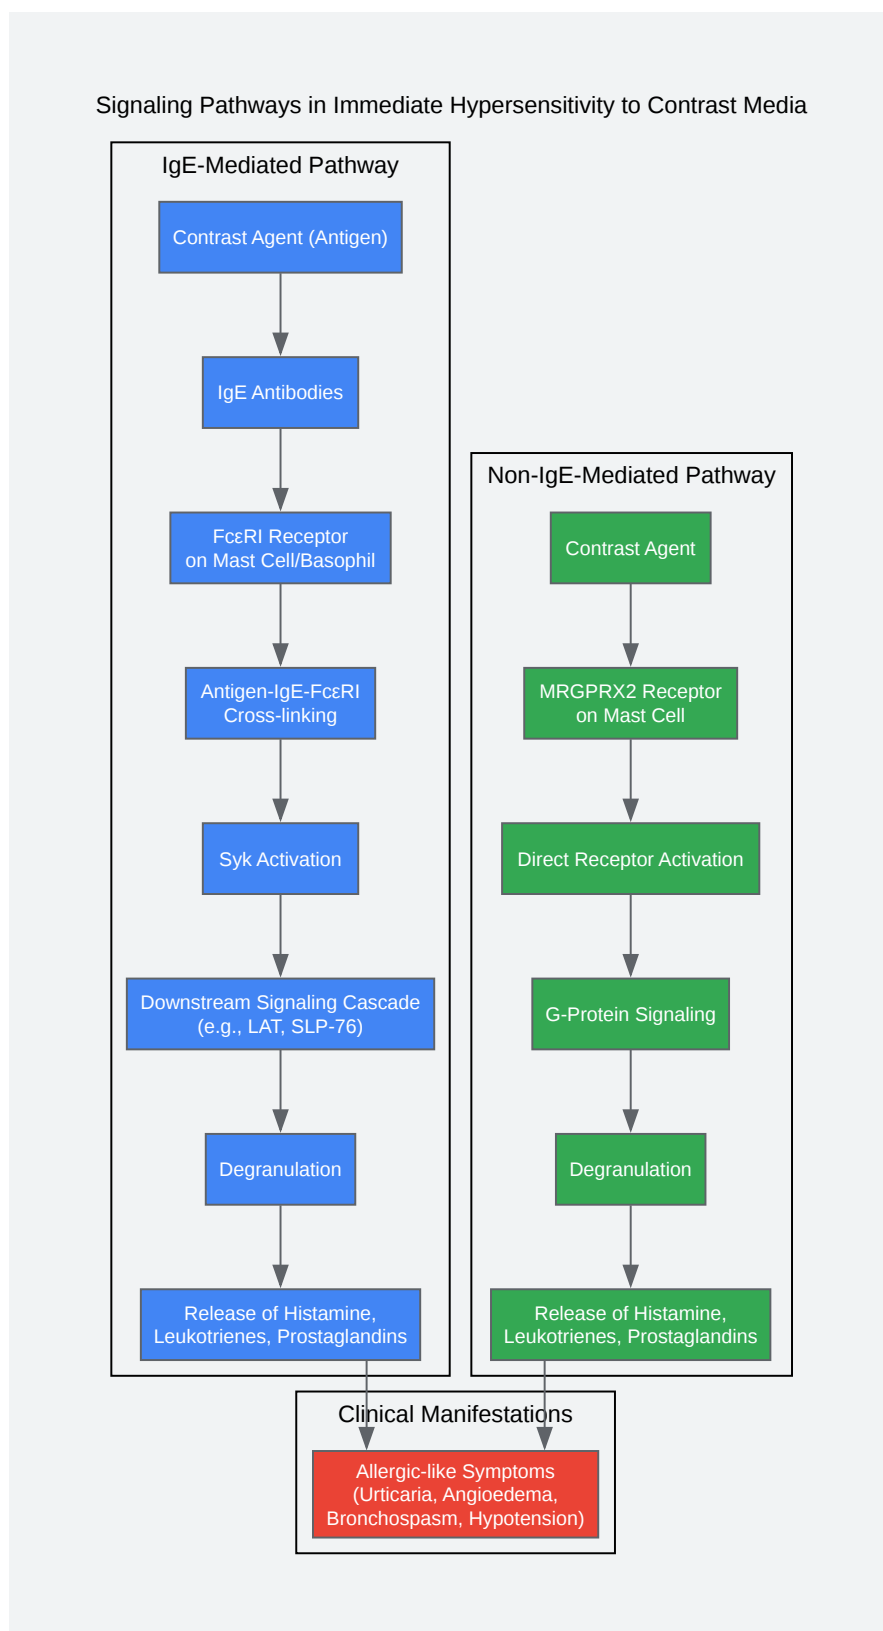 Signaling Pathways in Immediate Hypersensitivity to Contrast Media
IgE-Mediated Pathway
Contrast Agent (Antigen)
IgE Antibodies
FcεRI Receptor
on Mast Cell/Basophil
Antigen-IgE-FcεRI
Cross-linking
Syk Activation
Downstream Signaling Cascade
(e.g., LAT, SLP-76)
Degranulation
Release of Histamine,
Leukotrienes, Prostaglandins
Non-IgE-Mediated Pathway
Contrast Agent
MRGPRX2 Receptor
on Mast Cell
Direct Receptor Activation
G-Protein Signaling
Degranulation
Release of Histamine,
Leukotrienes, Prostaglandins
Clinical Manifestations
Allergic-like Symptoms
(Urticaria, Angioedema,
Bronchospasm, Hypotension)